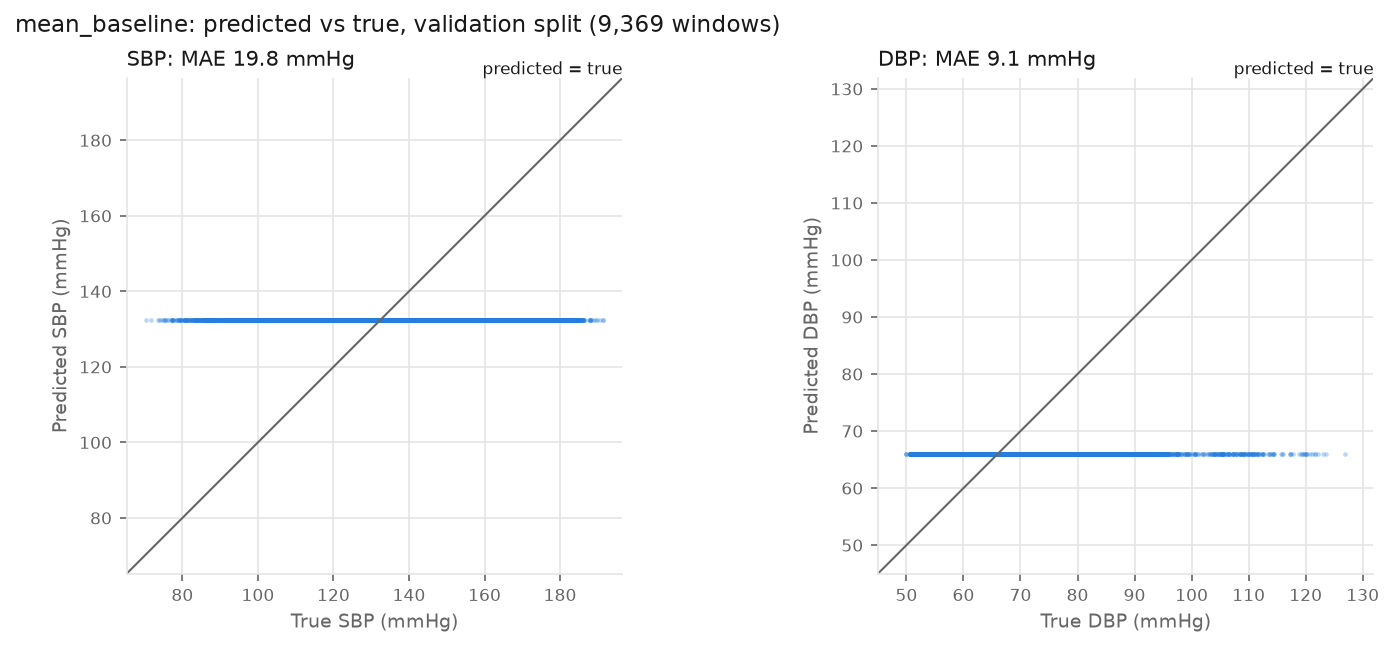 mean_baseline: predicted vs true, validation split (9,369 windows)
SBP: MAE 19.8 mmHg
predicted = true
180
160
140
120
100
80
Predicted SBP (mmHg)
80 100 120 140 160 180
True SBP (mmHg)
DBP: MAE 9.1 mmHg
predicted = true
130
120
110
100
90
80
70
60
50
Predicted DBP (mmHg)
50 60 70 80 90 100 110 120 130
True DBP (mmHg)